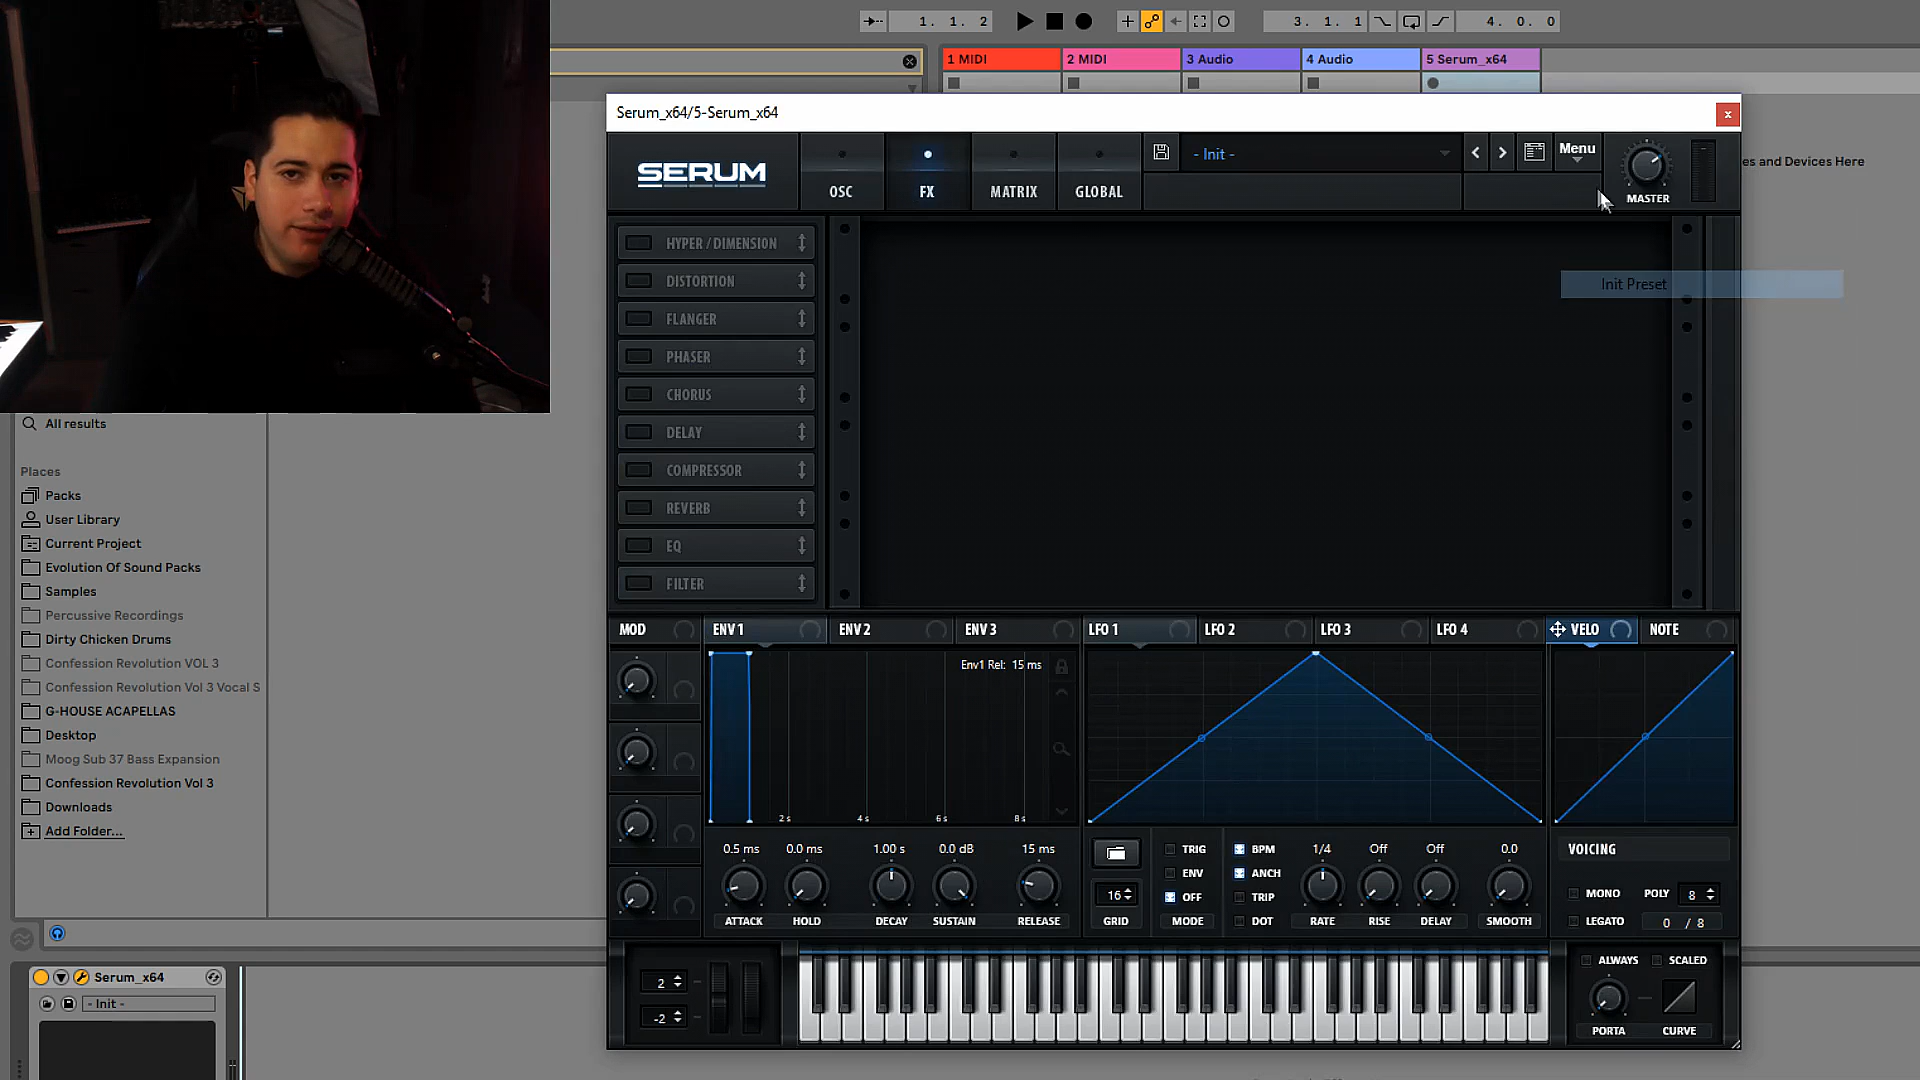 1. 1. 2
3. 1. 1
4. 0. 0
1 MIDI
2 MIDI
3 Audio
4 Audio
5 Serum_x64
Serum_x64/5-Serum_x64
x
SERUM
OSC
FX
MATRIX
GLOBAL
- Init -
Menu
MASTER
es and Devices Here
Init Preset
HYPER / DIMENSION
DISTORTION
FLANGER
PHASER
CHORUS
DELAY
COMPRESSOR
REVERB
EQ
FILTER
All results
Places
Packs
User Library
Current Project
Evolution Of Sound Packs
Samples
Percussive Recordings
Dirty Chicken Drums
Confession Revolution VOL 3
Confession Revolution Vol 3 Vocal S
G-HOUSE ACAPELLAS
Desktop
Moog Sub 37 Bass Expansion
Confession Revolution Vol 3
Downloads
Add Folder...
MOD
ENV 1
ENV 2
ENV 3
LFO 1
LFO 2
LFO 3
LFO 4
VELO
NOTE
Env1 Rel: 15 ms
2 s
4 s
6 s
8 s
0.5 ms
0.0 ms
1.00 s
0.0 dB
15 ms
ATTACK
HOLD
DECAY
SUSTAIN
RELEASE
16
GRID
TRIG
ENV
OFF
MODE
BPM
ANCH
TRIP
DOT
1/4
Off
Off
0.0
RATE
RISE
DELAY
SMOOTH
VOICING
MONO
POLY
8
LEGATO
0 / 8
ALWAYS
SCALED
PORTA
CURVE
2
-2
Serum_x64
- Init -